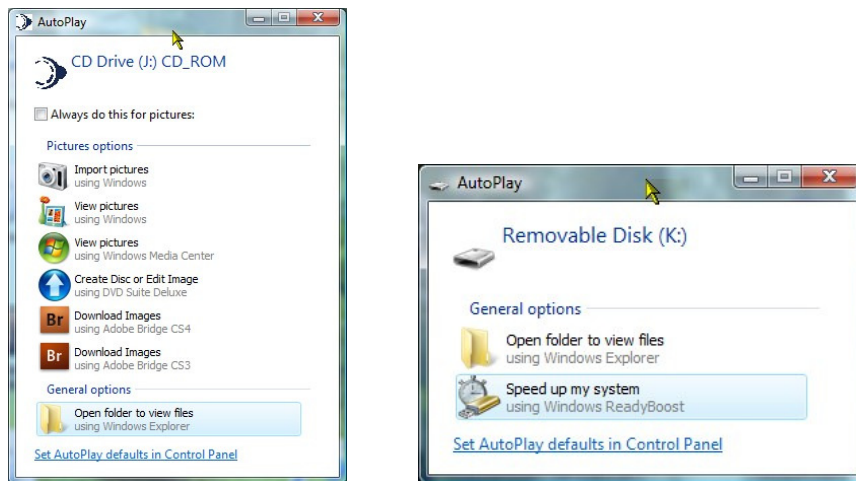 AutoPlay
CD Drive (J:) CD_ROM
Always do this for pictures:
Pictures options
Import pictures
using Windows
View pictures
using Windows
View pictures
using Windows Media Center
Create Disc or Edit Image
using DVD Suite Deluxe
Br
Download Images
using Adobe Bridge CS4
Br
Download Images
using Adobe Bridge CS3
General options
Open folder to view files
using Windows Explorer
Set AutoPlay defaults in Control Panel
AutoPlay
Removable Disk (K:)
General options
Open folder to view files
using Windows Explorer
Speed up my system
using Windows ReadyBoost
Set AutoPlay defaults in Control Panel